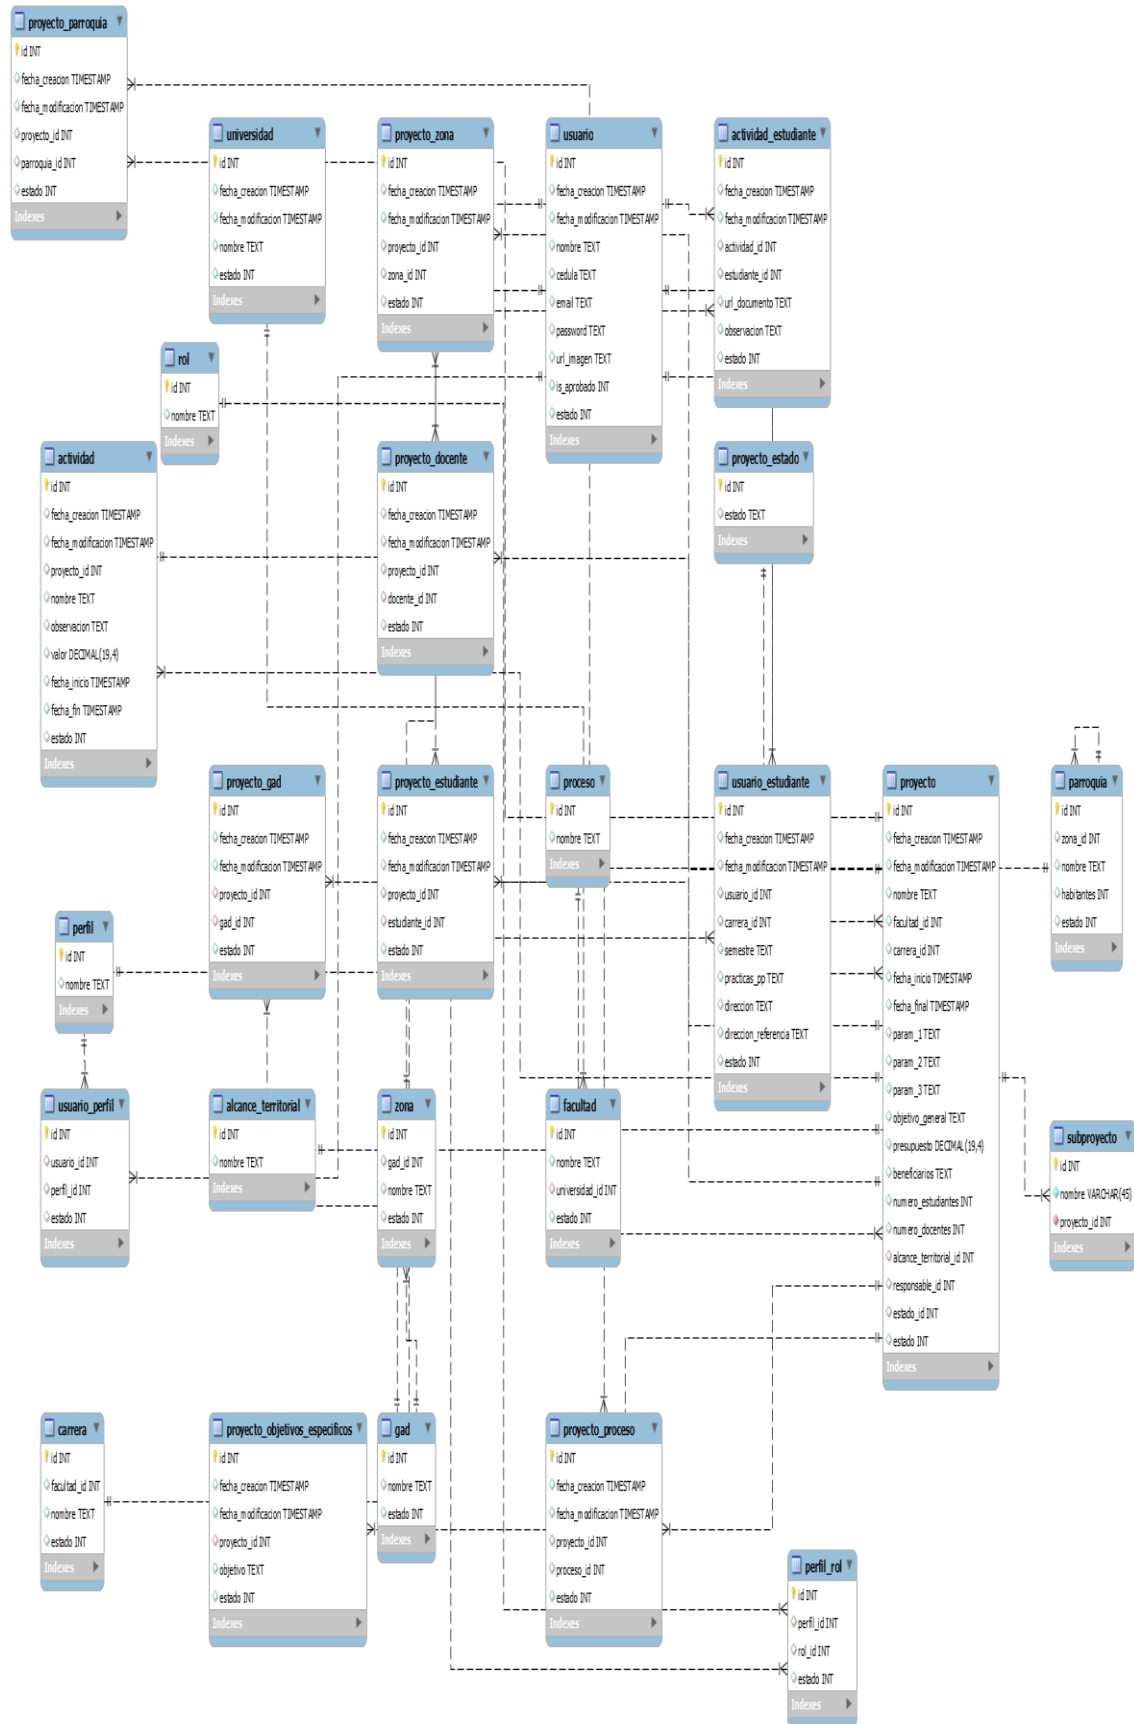 proyecto_parroquia
id INT
fecha_creacion TIMESTAMP
fecha_modificacion TIMESTAMP
proyecto_id INT
parroquia_id INT
estado INT
Indexes
universidad
id INT
fecha_creacion TIMESTAMP
fecha_modificacion TIMESTAMP
nombre TEXT
estado INT
Indexes
proyecto_zona
id INT
fecha_creacion TIMESTAMP
fecha_modificacion TIMESTAMP
proyecto_id INT
zona_id INT
estado INT
Indexes
usuario
id INT
fecha_creacion TIMESTAMP
fecha_modificacion TIMESTAMP
nombre TEXT
cedula TEXT
email TEXT
password TEXT
url_imagen TEXT
is_aprobado INT
estado INT
Indexes
actividad_estudiante
id INT
fecha_creacion TIMESTAMP
fecha_modificacion TIMESTAMP
actividad_id INT
estudiante_id INT
url_documento TEXT
observacion TEXT
estado INT
Indexes
rol
id INT
nombre TEXT
Indexes
actividad
id INT
fecha_creacion TIMESTAMP
fecha_modificacion TIMESTAMP
proyecto_id INT
nombre TEXT
observacion TEXT
valor DECIMAL(19,4)
fecha_inicio TIMESTAMP
fecha_fin TIMESTAMP
estado INT
Indexes
proyecto_docente
id INT
fecha_creacion TIMESTAMP
fecha_modificacion TIMESTAMP
proyecto_id INT
docente_id INT
estado INT
Indexes
proyecto_estado
id INT
estado TEXT
Indexes
proyecto_gad
id INT
fecha_creacion TIMESTAMP
fecha_modificacion TIMESTAMP
proyecto_id INT
gad_id INT
estado INT
Indexes
proyecto_estudiante
id INT
fecha_creacion TIMESTAMP
fecha_modificacion TIMESTAMP
proyecto_id INT
estudiante_id INT
estado INT
Indexes
proceso
id INT
nombre TEXT
Indexes
usuario_estudiante
id INT
fecha_creacion TIMESTAMP
fecha_modificacion TIMESTAMP
usuario_id INT
carrera_id INT
semestre TEXT
practicas_pp TEXT
direccion TEXT
direccion_referencia TEXT
estado INT
Indexes
proyecto
id INT
fecha_creacion TIMESTAMP
fecha_modificacion TIMESTAMP
nombre TEXT
facultad_id INT
carrera_id INT
fecha_inicio TIMESTAMP
fecha_final TIMESTAMP
param_1 TEXT
param_2 TEXT
param_3 TEXT
objetivo_general TEXT
presupuesto DECIMAL(19,4)
beneficiarios TEXT
numero_estudiantes INT
numero_docentes INT
alcance_territorial_id INT
responsable_id INT
estado_id INT
estado INT
Indexes
parroquia
id INT
zona_id INT
nombre TEXT
habitantes INT
estado INT
Indexes
perfil
id INT
nombre TEXT
Indexes
usuario_perfil
id INT
usuario_id INT
perfil_id INT
estado INT
Indexes
alcance_territorial
id INT
nombre TEXT
Indexes
zona
id INT
gad_id INT
nombre TEXT
estado INT
Indexes
facultad
id INT
nombre TEXT
universidad_id INT
estado INT
Indexes
subproyecto
id INT
nombre VARCHAR(45)
proyecto_id INT
Indexes
carrera
id INT
facultad_id INT
nombre TEXT
estado INT
Indexes
proyecto_objetivos_especificos
id INT
fecha_creacion TIMESTAMP
fecha_modificacion TIMESTAMP
proyecto_id INT
objetivo TEXT
estado INT
Indexes
gad
id INT
nombre TEXT
estado INT
Indexes
proyecto_proceso
id INT
fecha_creacion TIMESTAMP
fecha_modificacion TIMESTAMP
proyecto_id INT
proceso_id INT
estado INT
Indexes
perfil_rol
id INT
perfil_id INT
rol_id INT
estado INT
Indexes